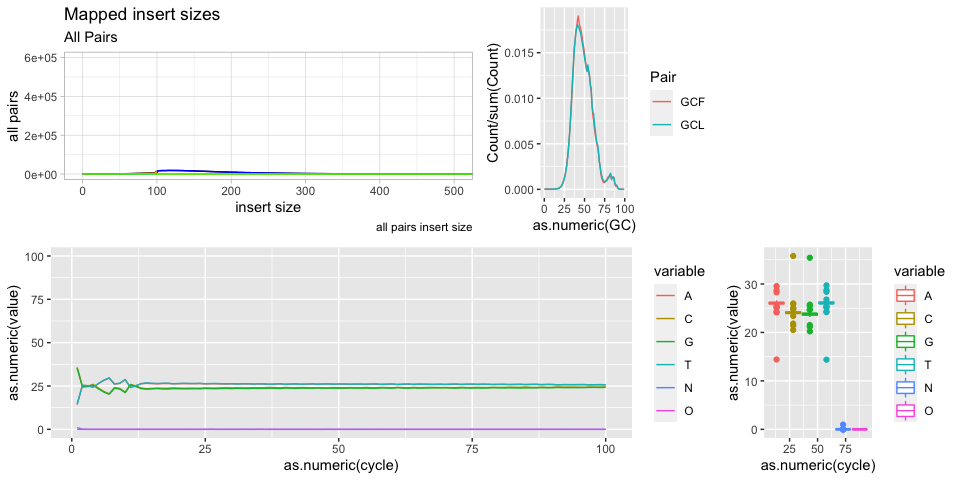 Mapped insert sizes
All Pairs
all pairs
6e+05
4e+05
2e+05
0e+00
0 100 200 300 400 500
insert size
all pairs insert size
Count/sum(Count)
0.015
0.010
0.005
0.000
0 25 50 75 100
as.numeric(GC)
Pair
GCF
GCL
as.numeric(value)
100
75
50
25
0
0 25 50 75 100
as.numeric(cycle)
variable
A
C
G
T
N
O
as.numeric(value)
30
20
10
0
25 50 75
as.numeric(cycle)
variable
A
C
G
T
N
O